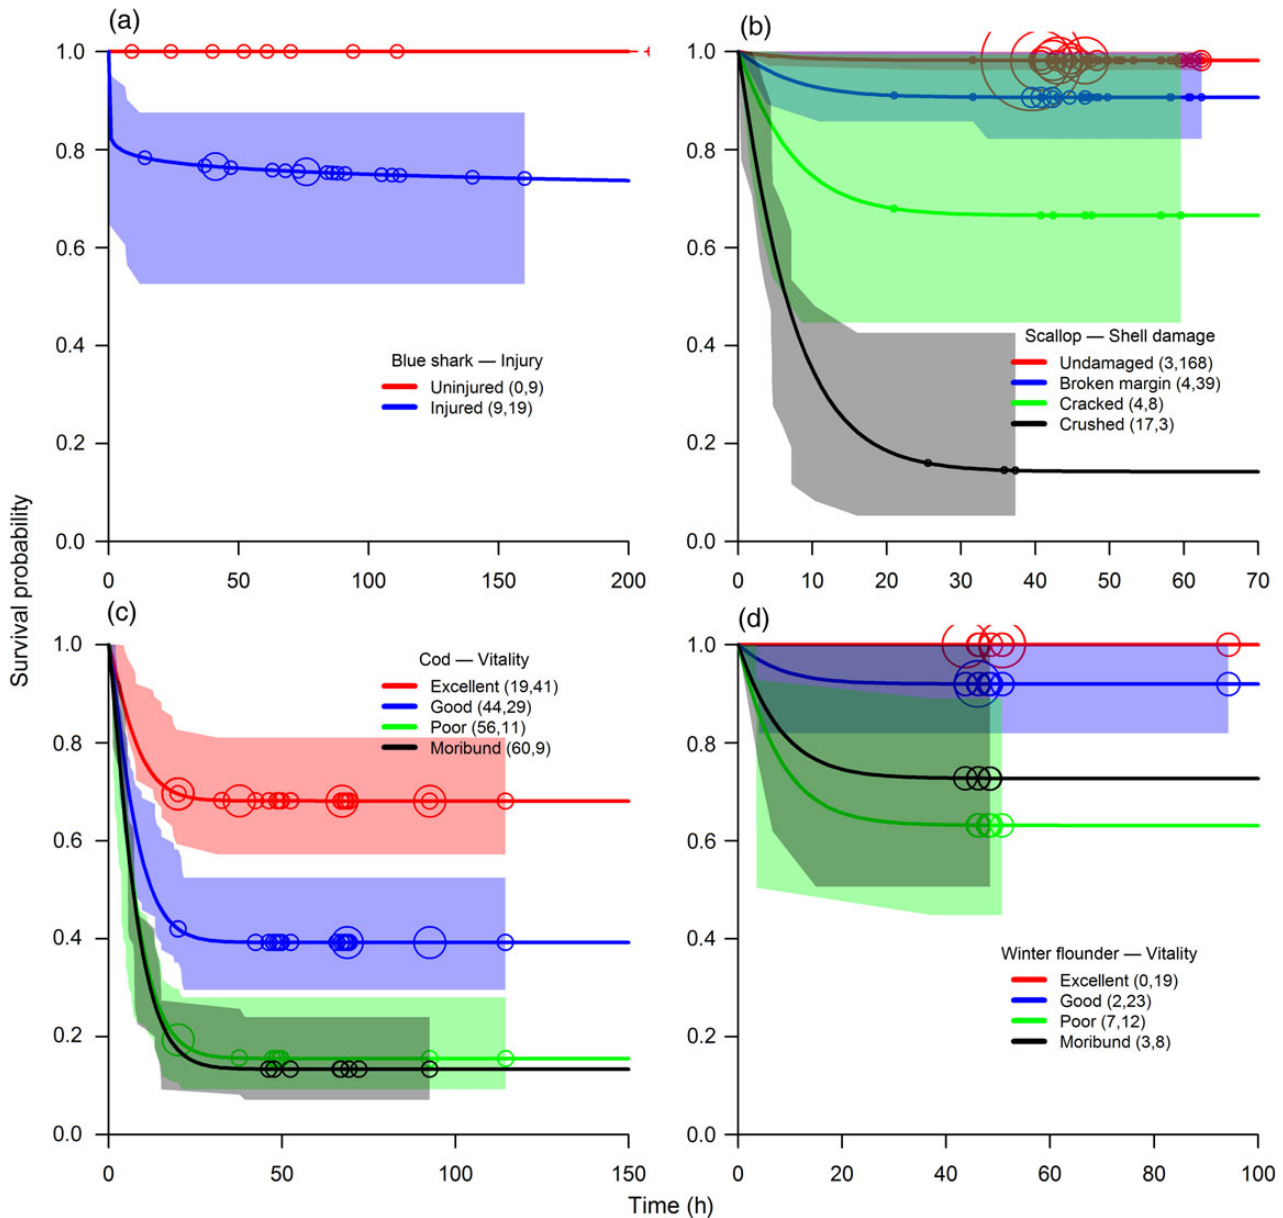 (a)
1.0
0.8
0.6
0.4
0.2
0.0
Blue shark — Injury
Uninjured (0,9)
Injured (9,19)
0 50 100 150 200
(b)
1.0
0.8
0.6
0.4
0.2
0.0
Scallop — Shell damage
Undamaged (3,168)
Broken margin (4,39)
Cracked (4,8)
Crushed (17,3)
0 10 20 30 40 50 60 70
Survival probability
(c)
1.0
0.8
0.6
0.4
0.2
0.0
Cod — Vitality
Excellent (19,41)
Good (44,29)
Poor (56,11)
Moribund (60,9)
0 50 100 150
(d)
1.0
0.8
0.6
0.4
0.2
0.0
Winter flounder — Vitality
Excellent (0,19)
Good (2,23)
Poor (7,12)
Moribund (3,8)
0 20 40 60 80 100
Time (h)